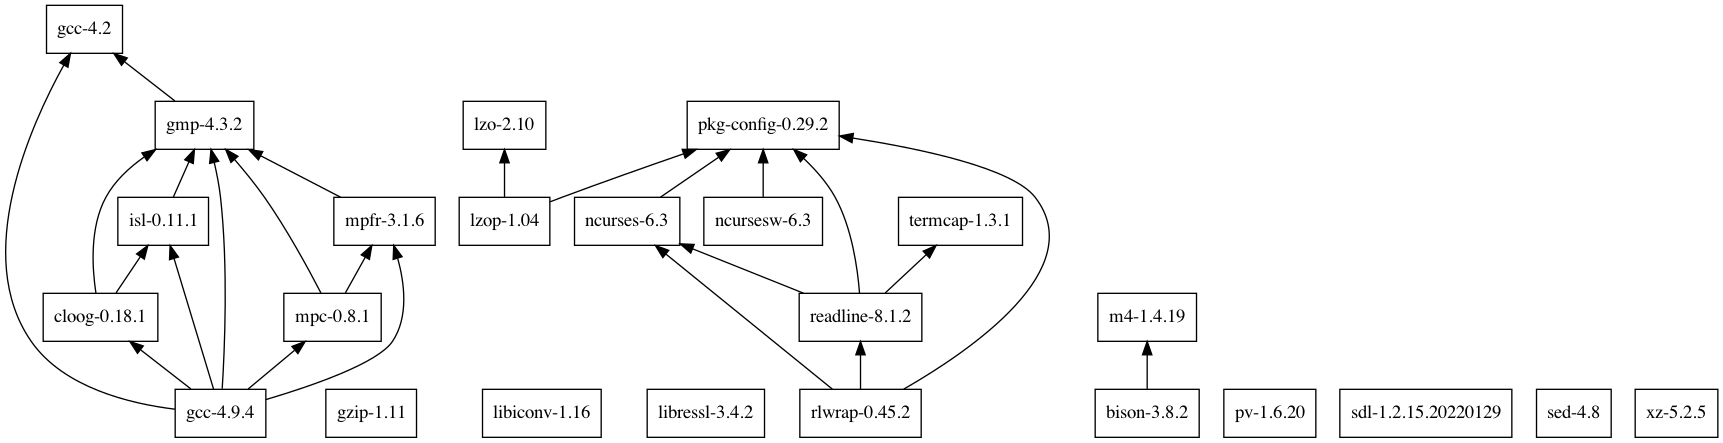 gcc-4.2
gmp-4.3.2
lzo-2.10
pkg-config-0.29.2
isl-0.11.1
mpfr-3.1.6
lzop-1.04
ncurses-6.3
ncursesw-6.3
termcap-1.3.1
cloog-0.18.1
mpc-0.8.1
readline-8.1.2
m4-1.4.19
gcc-4.9.4
gzip-1.11
libiconv-1.16
libressl-3.4.2
rlwrap-0.45.2
bison-3.8.2
pv-1.6.20
sdl-1.2.15.20220129
sed-4.8
xz-5.2.5